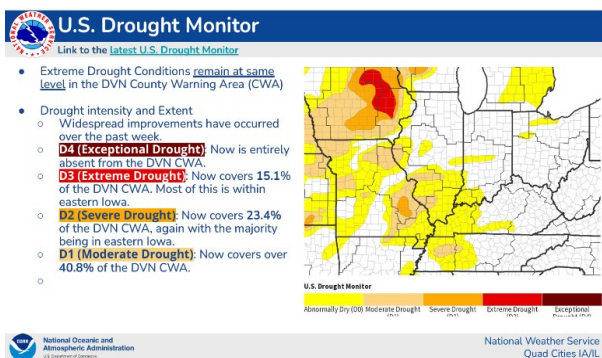 U.S. Drought Monitor
Link to the latest U.S. Drought Monitor
Extreme Drought Conditions remain at same
level in the DVN County Warning Area (CWA)
Drought intensity and Extent
Widespread improvements have occurred
over the past week.
D4 (Exceptional Drought): Now is entirely
absent from the DVN CWA.
D3 (Extreme Drought): Now covers 15.1%
of the DVN CWA. Most of this is within
eastern Iowa.
D2 (Severe Drought): Now covers 23.4%
of the DVN CWA, again with the majority
being in eastern Iowa.
D1 (Moderate Drought): Now covers over
40.8% of the DVN CWA.
U.S. Drought Monitor
Abnormally Dry (D0) Moderate Drought Severe Drought Extreme Drought Exceptional
National Oceanic and
Atmospheric Administration
U.S. Department of Commerce
National Weather Service
Quad Cities IA/IL